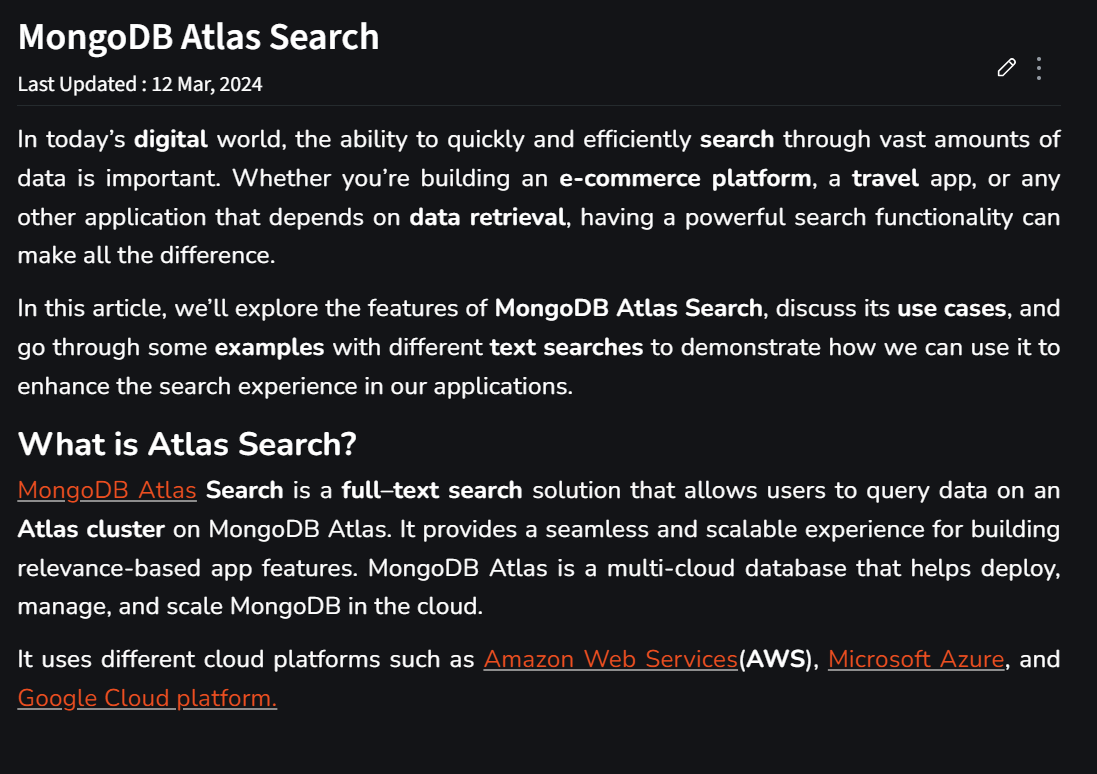 MongoDB Atlas Search
Last Updated : 12 Mar, 2024
In today’s digital world, the ability to quickly and efficiently search through vast amounts of
data is important. Whether you’re building an e-commerce platform, a travel app, or any
other application that depends on data retrieval, having a powerful search functionality can
make all the difference.
In this article, we’ll explore the features of MongoDB Atlas Search, discuss its use cases, and
go through some examples with different text searches to demonstrate how we can use it to
enhance the search experience in our applications.
What is Atlas Search?
MongoDB Atlas Search is a full–text search solution that allows users to query data on an
Atlas cluster on MongoDB Atlas. It provides a seamless and scalable experience for building
relevance-based app features. MongoDB Atlas is a multi-cloud database that helps deploy,
manage, and scale MongoDB in the cloud.
It uses different cloud platforms such as Amazon Web Services(AWS), Microsoft Azure, and
Google Cloud platform.